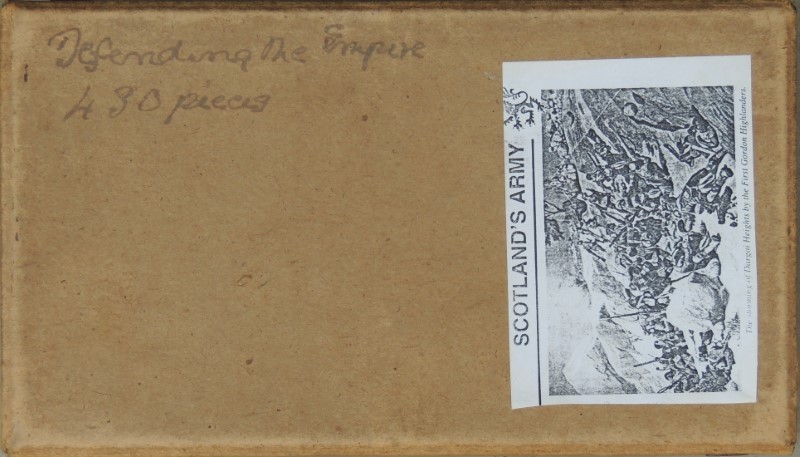 Defending the Empire
430 pieces
SCOTLAND'S ARMY
The storming of Dargai Heights by the First Gordon Highlanders.